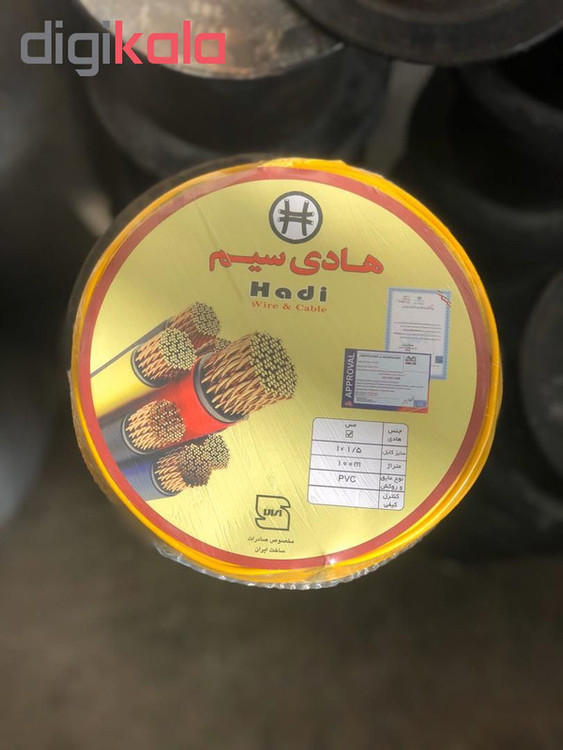 digikala
هادی سیم
Hadi
Wire & Cable
APPROVAL
جنس هادی مس ☑
سایز کابل ۱×۱/۵
متراژ ۱۰۰m
نوع عایق و روکش PVC
کنترل کیفی
مخصوص صادرات
ساخت ایران